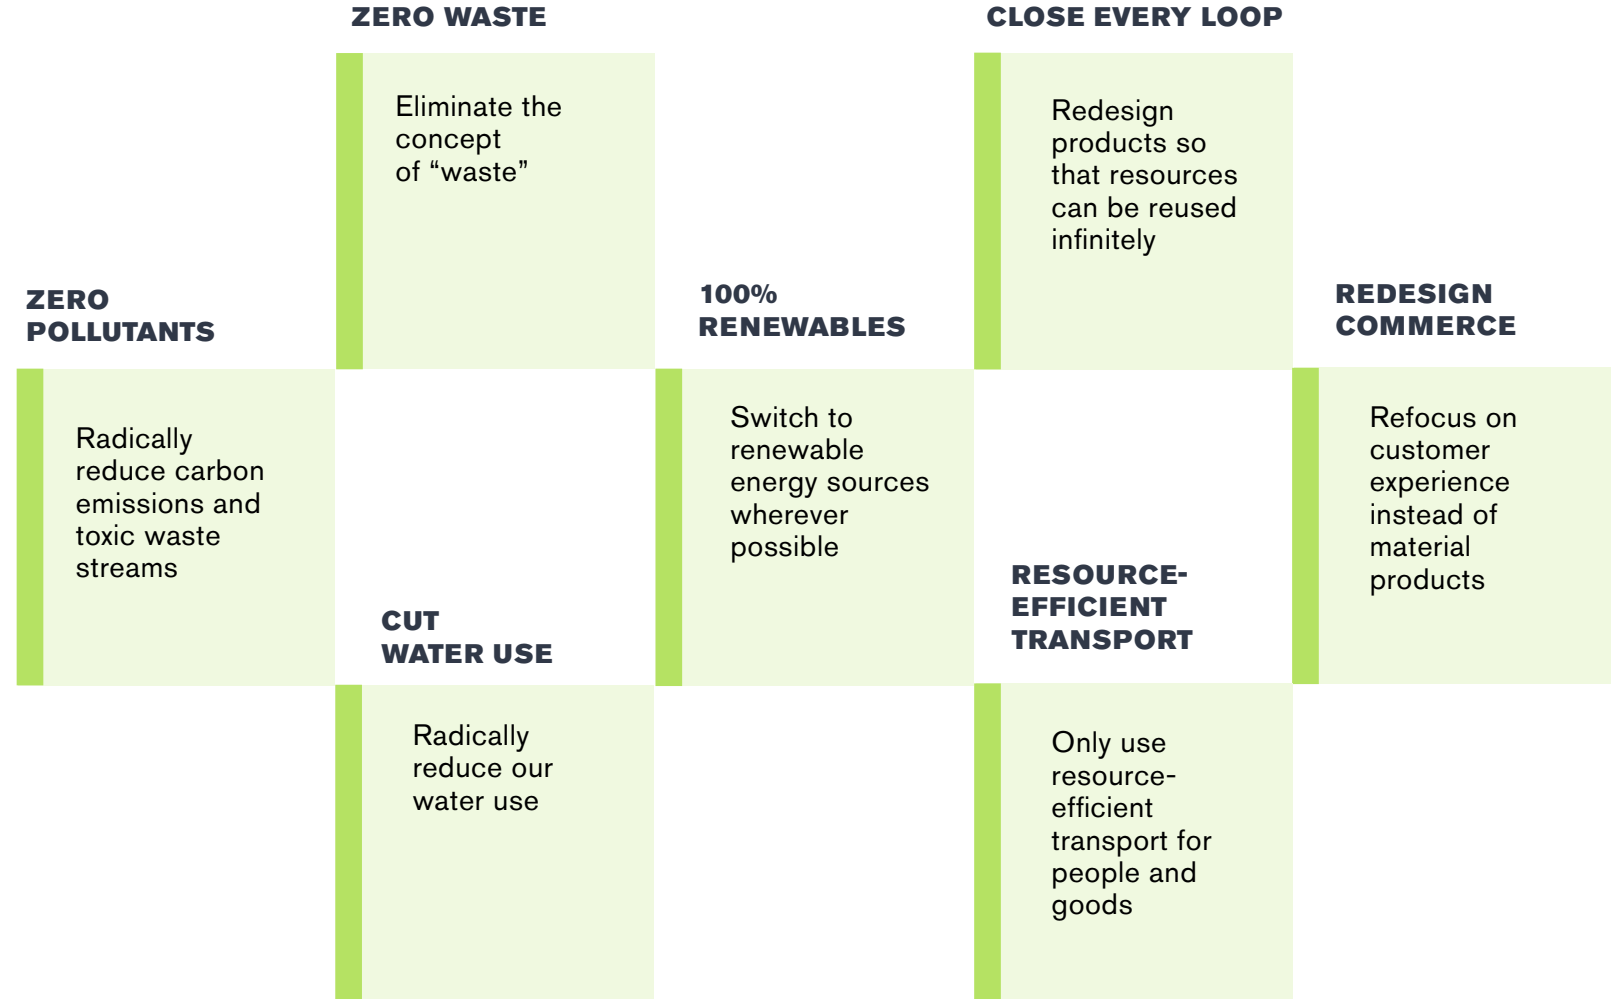 ZERO WASTE
Eliminate the
concept
of “waste”
CLOSE EVERY LOOP
Redesign
products so
that resources
can be reused
infinitely
ZERO
POLLUTANTS
Radically
reduce carbon
emissions and
toxic waste
streams
100%
RENEWABLES
Switch to
renewable
energy sources
wherever
possible
REDESIGN
COMMERCE
Refocus on
customer
experience
instead of
material
products
CUT
WATER USE
Radically
reduce our
water use
RESOURCE-
EFFICIENT
TRANSPORT
Only use
resource-
efficient
transport for
people and
goods